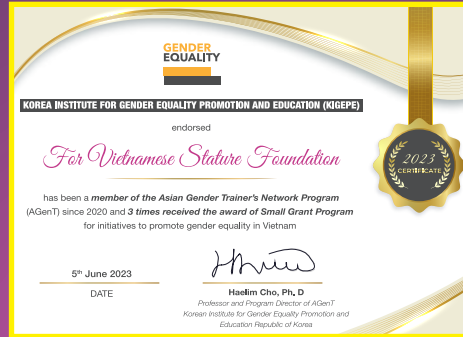 GENDER
EQUALITY
KOREA INSTITUTE FOR GENDER EQUALITY PROMOTION AND EDUCATION (KIGEPE)
endorsed
For Vietnamese Stature Foundation
has been a member of the Asian Gender Trainer's Network Program
(AGenT) since 2020 and 3 times received the award of Small Grant Program
for initiatives to promote gender equality in Vietnam
2023
CERTIFICATE
5th June 2023
DATE
Haelim Cho, Ph. D
Professor and Program Director of AGenT
Korean Institute for Gender Equality Promotion and
Education Republic of Korea